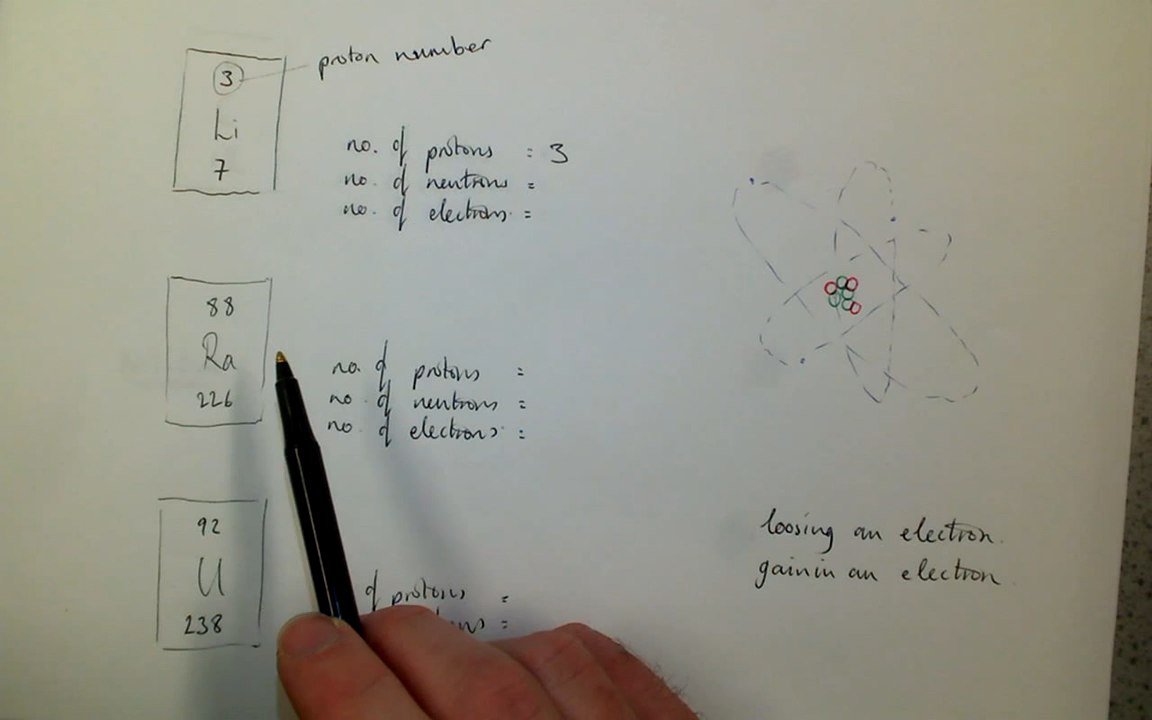 3
proton number
Li
7
no. of protons = 3
no. of neutrons =
no. of electrons =
88
Ra
226
no. of protons =
no. of neutrons =
no. of electrons =
92
U
238
of protons =
=
loosing an electron.
gainin an electron